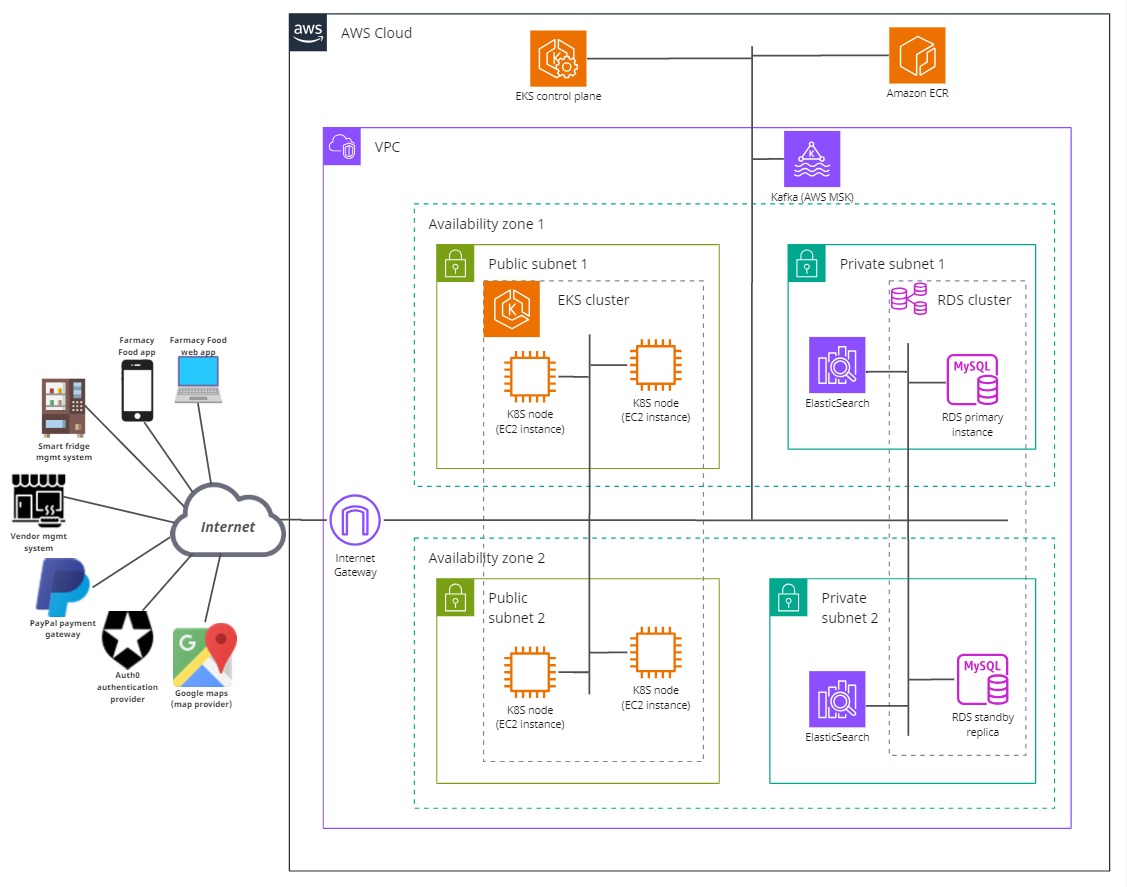 aws
AWS Cloud
EKS control plane
Amazon ECR
VPC
K
Kafka (AWS MSK)
Availability zone 1
Public subnet 1
K
EKS cluster
K8S node
(EC2 instance)
K8S node
(EC2 instance)
Private subnet 1
RDS cluster
ElasticSearch
MySQL
RDS primary
instance
Farmacy
Food app
Farmacy Food
web app
Smart fridge
mgmt system
Vendor mgmt
system
Internet
PayPal payment
gateway
Auth0
authentication
provider
G
Google maps
(map provider)
Internet
Gateway
Availability zone 2
Public
subnet 2
K8S node
(EC2 instance)
K8S node
(EC2 instance)
Private
subnet 2
ElasticSearch
MySQL
RDS standby
replica